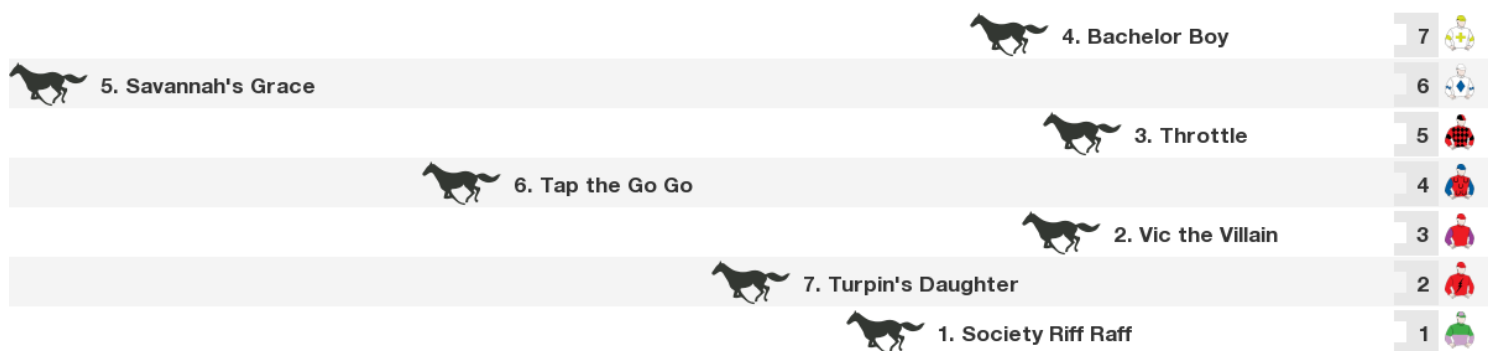 4. Bachelor Boy 7
5. Savannah's Grace 6
3. Throttle 5
6. Tap the Go Go 4
2. Vic the Villain 3
7. Turpin's Daughter 2
1. Society Riff Raff 1